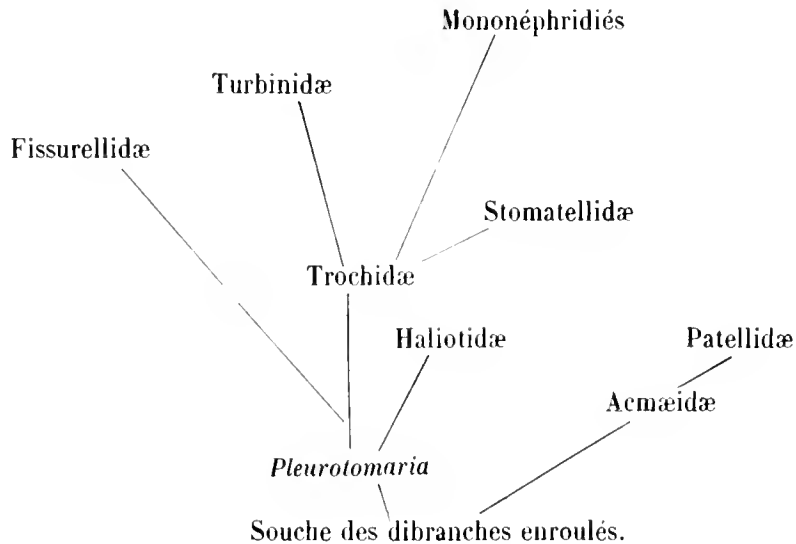 Mononéphridiés
Turbinidæ
Fissurellidæ
Stomatellidæ
Trochidæ
Haliotidæ
Patellidæ
Acmæidæ
Pleurotomaria
Souche des dibranches enroulés.